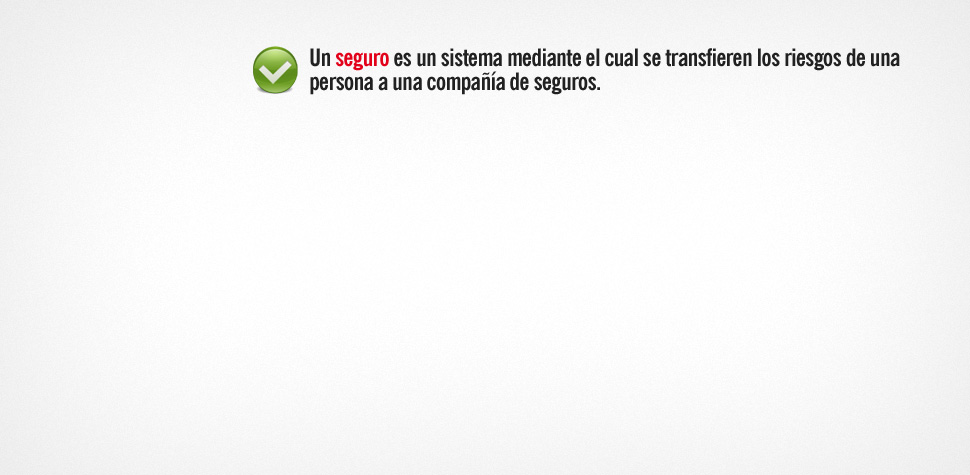 Un seguro es un sistema mediante el cual se transfieren los riesgos de una
persona a una compañía de seguros.